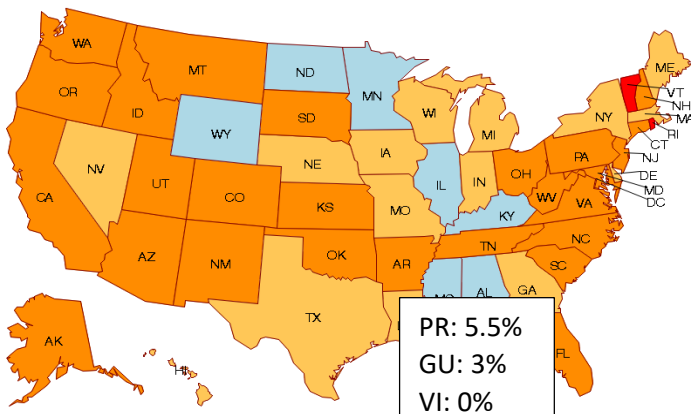 WA
MT
ND
MN
ME
VT
NH
MA
RI
CT
OR
ID
SD
WI
NY
MI
WY
IA
PA
NJ
NE
OH
DE
MD
DC
NV
UT
CO
IL
IN
WV
VA
CA
KS
MO
KY
NC
TN
AZ
NM
OK
AR
SC
AL
GA
TX
AK
FL
PR: 5.5%
GU: 3%
VI: 0%